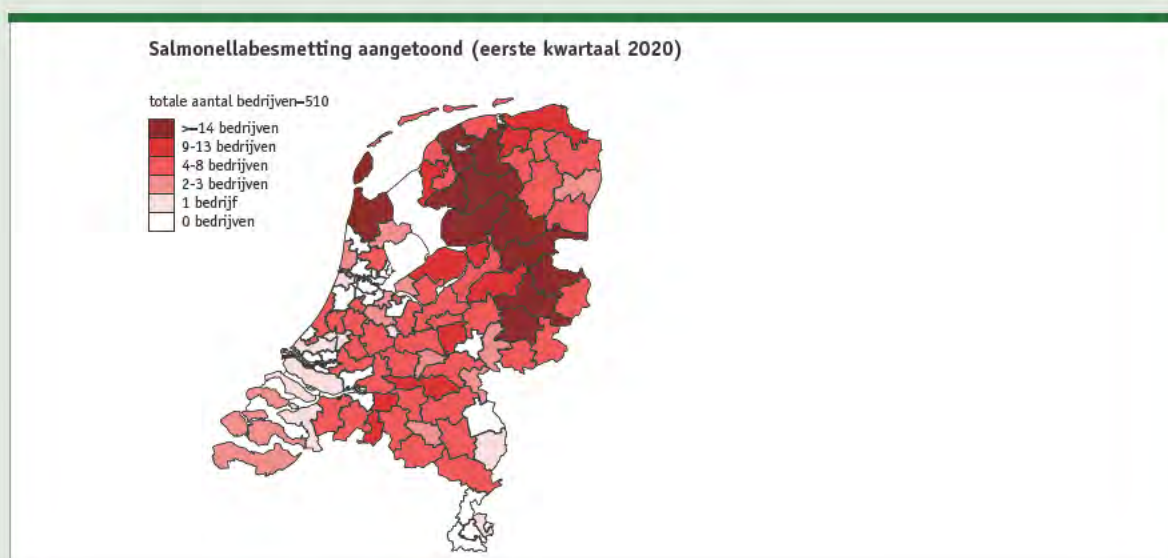 Salmonellabesmetting aangetoond (eerste kwartaal 2020)
totale aantal bedrijven=510
>=14 bedrijven
9-13 bedrijven
4-8 bedrijven
2-3 bedrijven
1 bedrijf
0 bedrijven